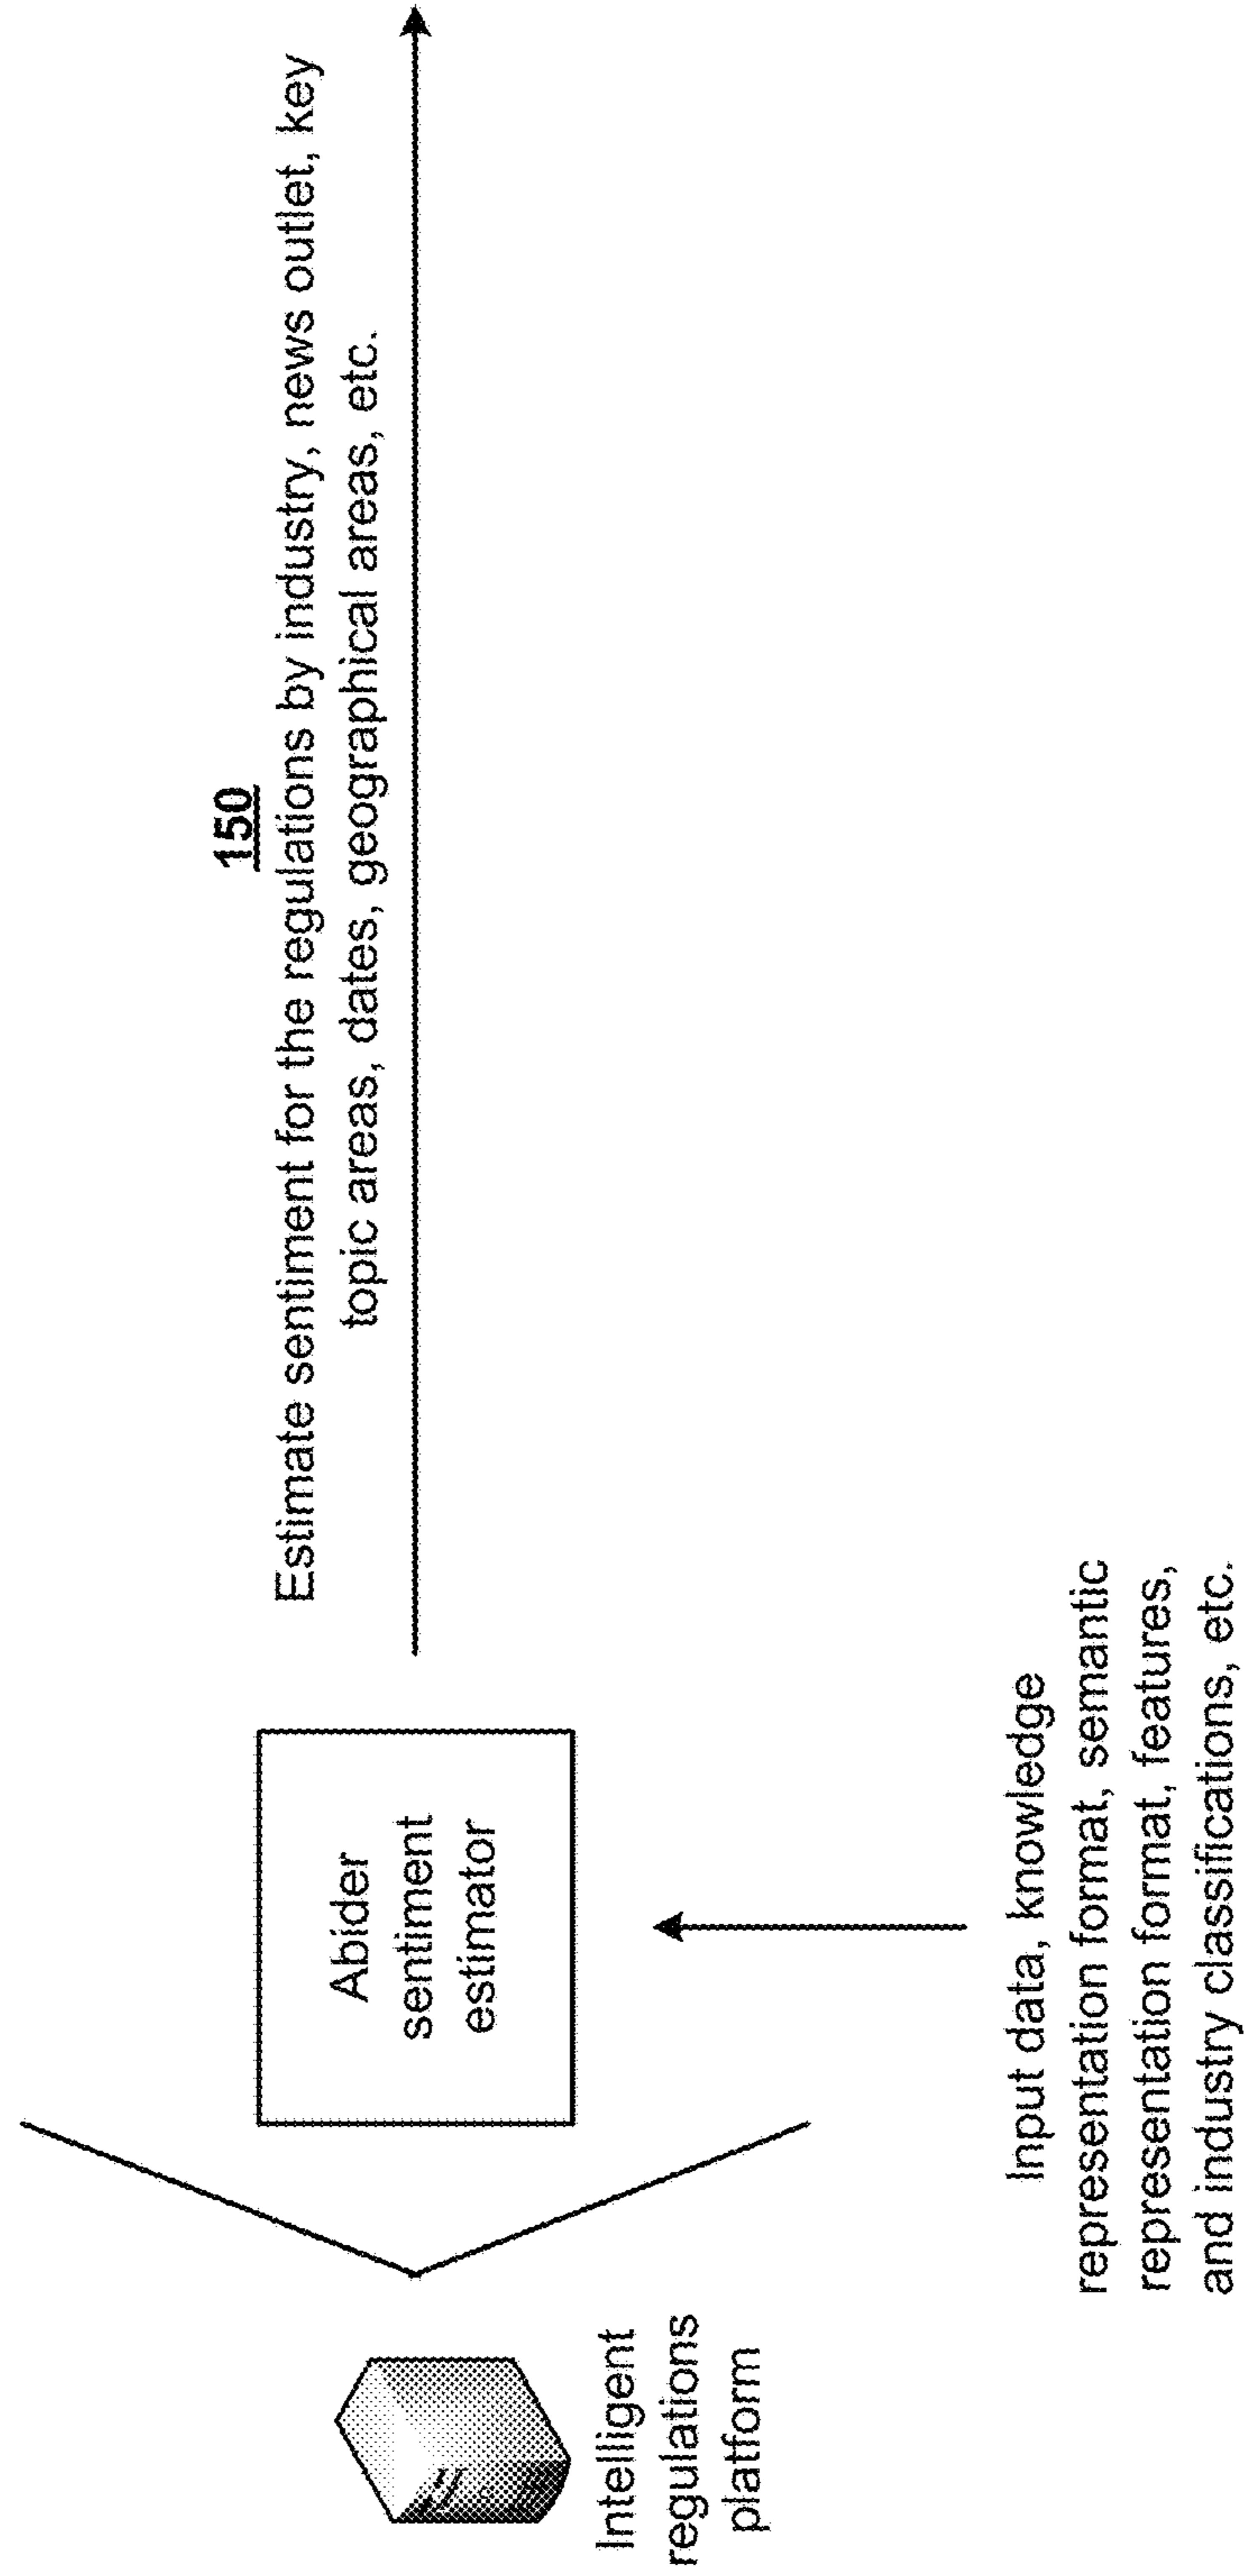 150
Estimate sentiment for the regulations by industry, news outlet, key
topic areas, dates, geographical areas, etc.
Abider
sentiment
estimator
Intelligent
regulations
platform
Input data, knowledge
representation format, semantic
representation format, features,
and industry classifications, etc.